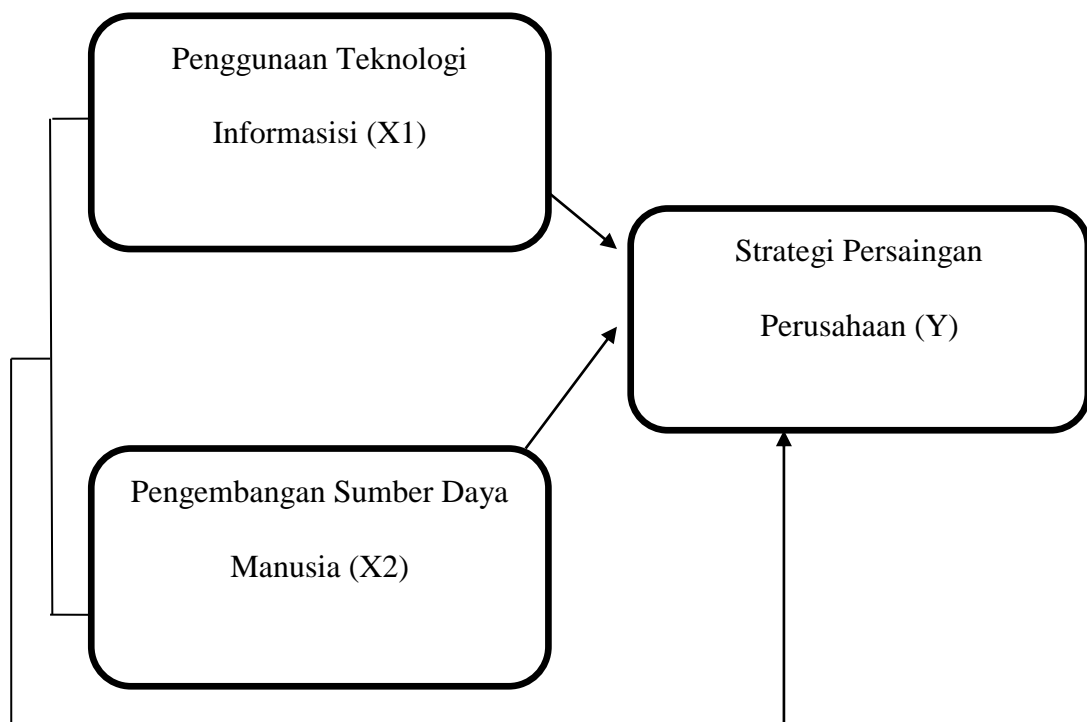 Penggunaan Teknologi
Informasisi (X1)
Strategi Persaingan
Perusahaan (Y)
Pengembangan Sumber Daya
Manusia (X2)